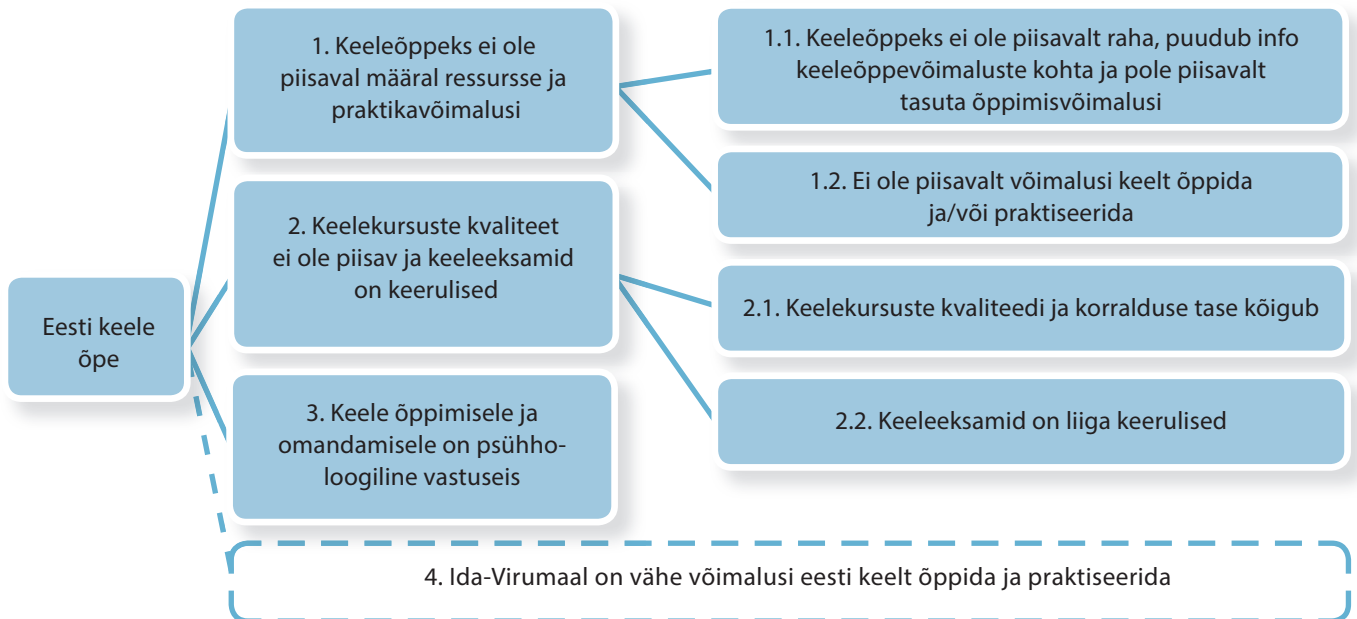 Eesti keele
õpe
1. Keeleõppeks ei ole
piisaval määral ressursse ja
praktikavõimalusi
1.1. Keeleõppeks ei ole piisavalt raha, puudub info
keeleõppevõimaluste kohta ja pole piisavalt
tasuta õppimisvõimalusi
1.2. Ei ole piisavalt võimalusi keelt õppida
ja/või praktiseerida
2. Keelekursuste kvaliteet
ei ole piisav ja keeleeksamid
on keerulised
2.1. Keelekursuste kvaliteedi ja korralduse tase kõigub
2.2. Keeleeksamid on liiga keerulised
3. Keele õppimisele ja
omandamisele on psühho-
loogiline vastuseis
4. Ida-Virumaal on vähe võimalusi eesti keelt õppida ja praktiseerida